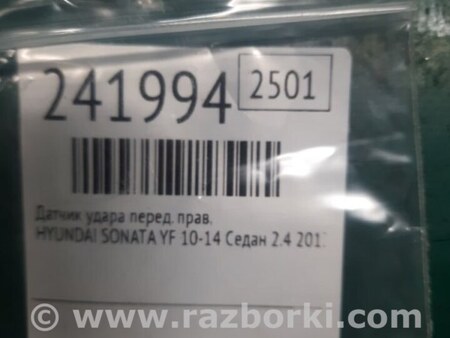 241994 2501
Датчик удара перед. прав.
HYUNDAI SONATA YF 10-14 Седан 2.4
www.razborki.com